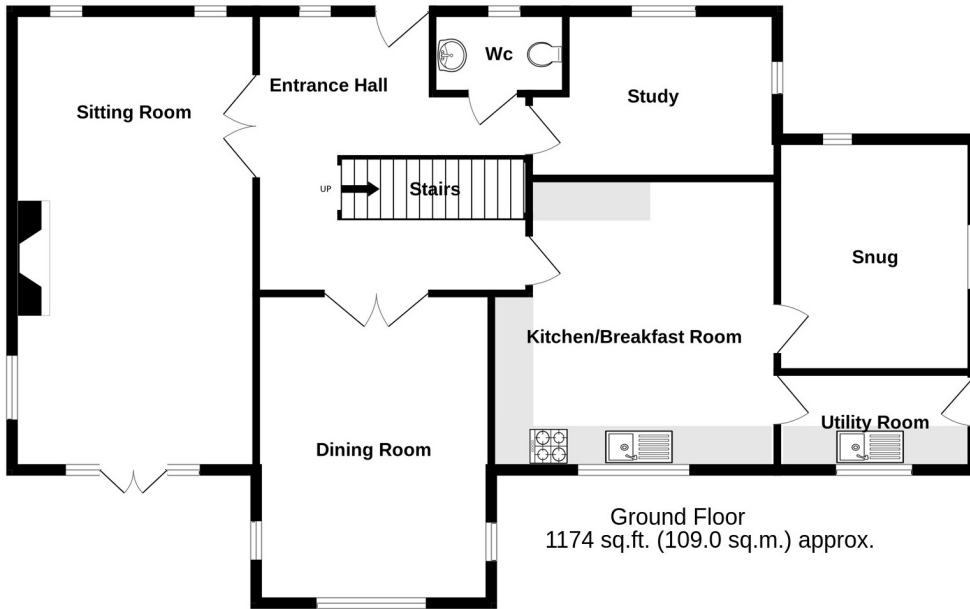 Wc
Entrance Hall
Study
Sitting Room
UP
Stairs
Snug
Kitchen/Breakfast Room
Utility Room
Dining Room
Ground Floor
1174 sq.ft. (109.0 sq.m.) approx.